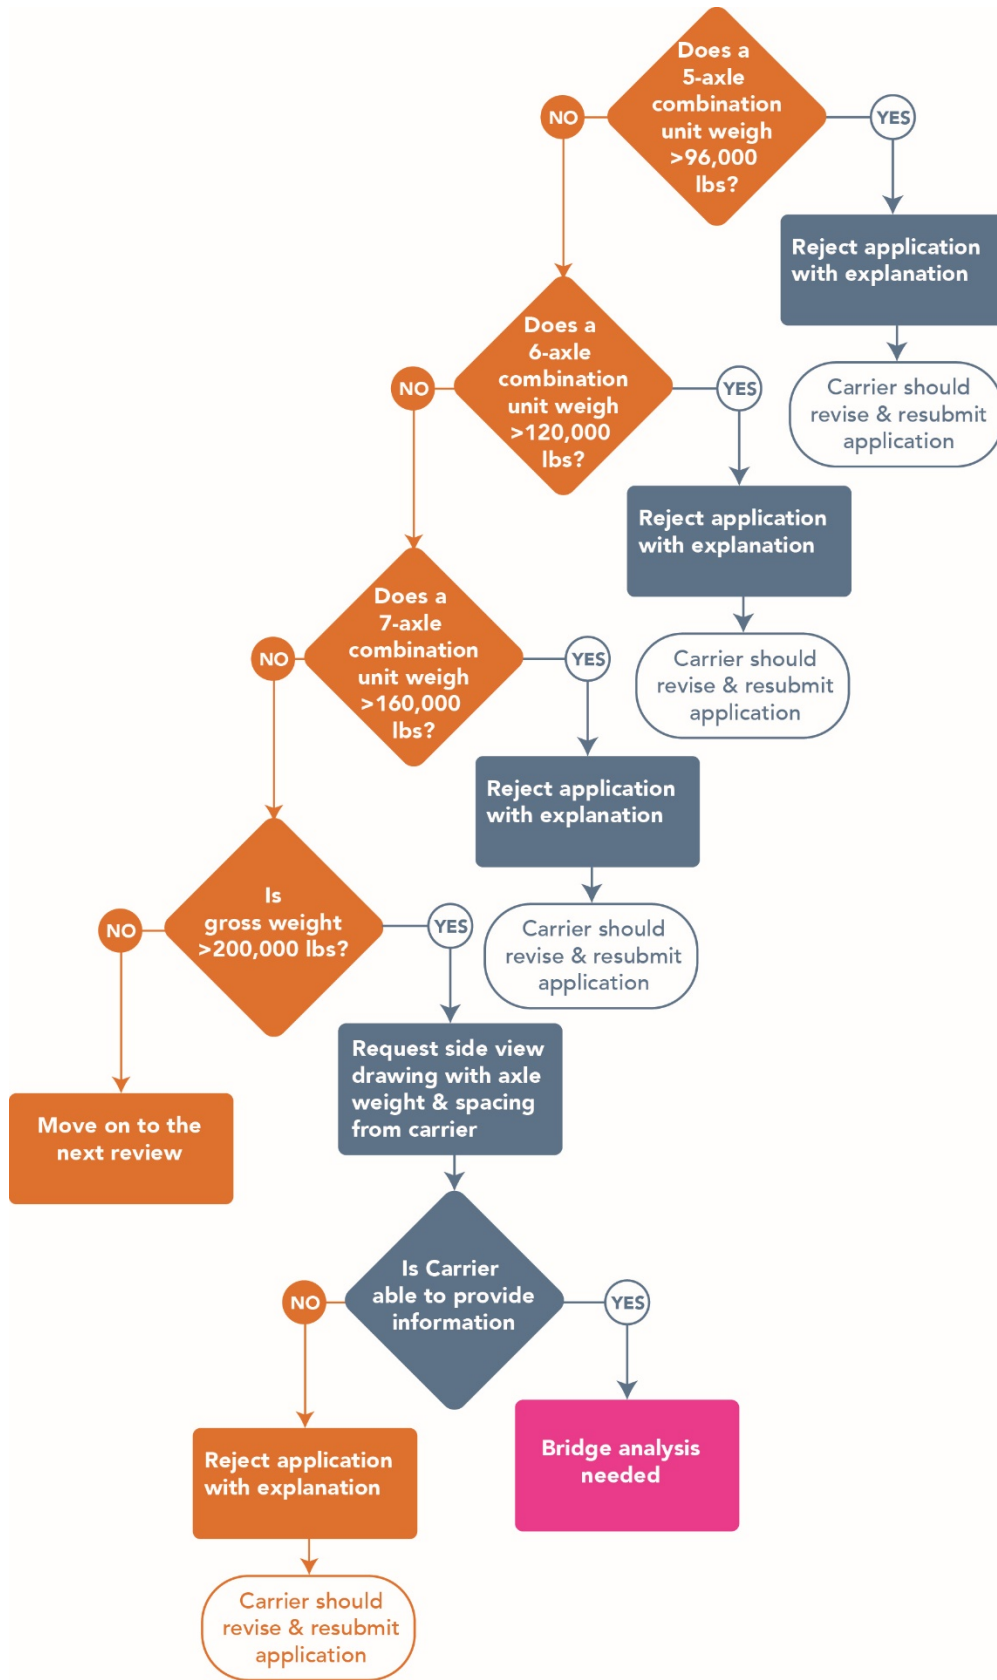 Does a
5-axle
combination
unit weigh
>96,000
lbs?
NO
YES
Reject application
with explanation
Carrier should
revise & resubmit
application
Does a
6-axle
combination
unit weigh
>120,000
lbs?
NO
YES
Reject application
with explanation
Carrier should
revise & resubmit
application
Does a
7-axle
combination
unit weigh
>160,000
lbs?
NO
YES
Reject application
with explanation
Carrier should
revise & resubmit
application
Is
gross weight
>200,000 lbs?
NO
YES
Move on to the
next review
Request side view
drawing with axle
weight & spacing
from carrier
Is Carrier
able to provide
information
NO
YES
Reject application
with explanation
Carrier should
revise & resubmit
application
Bridge analysis
needed